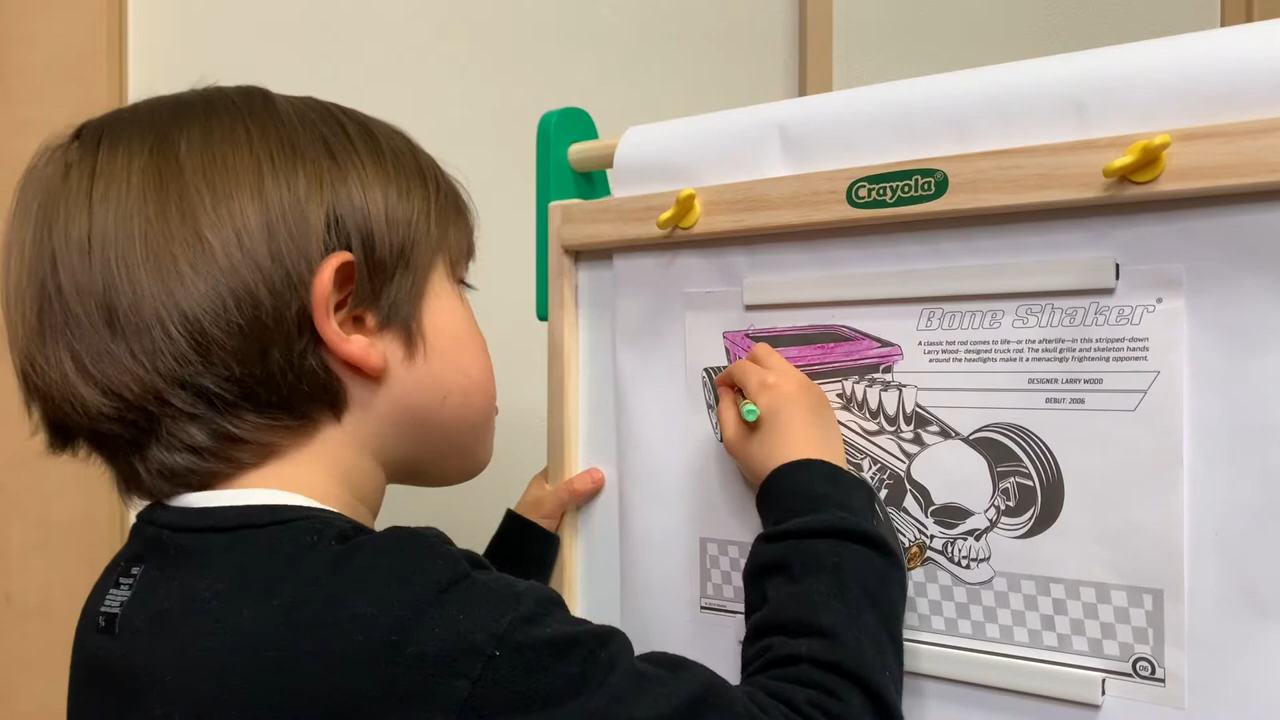 Crayola®
Bone Shaker®
A classic hot rod comes to life—or the afterlife—in this stripped-down
Larry Wood– designed truck rod. The skull grille and skeleton hands
around the headlights make it a menacingly frightening opponent.
DESIGNER: LARRY WOOD
DEBUT: 2006
06